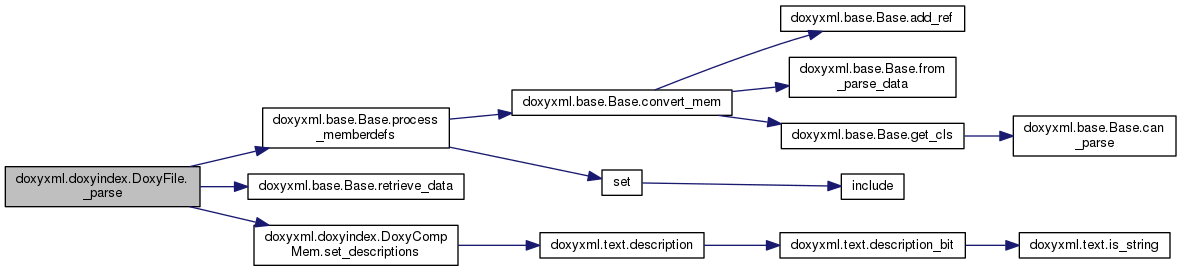 doxyxml.doxyindex.DoxyFile.
_parse
doxyxml.base.Base.process
_memberdefs
doxyxml.base.Base.retrieve_data
doxyxml.doxyindex.DoxyComp
Mem.set_descriptions
doxyxml.base.Base.convert_mem
set
doxyxml.text.description
doxyxml.base.Base.add_ref
doxyxml.base.Base.from
_parse_data
doxyxml.base.Base.get_cls
include
doxyxml.text.description_bit
doxyxml.base.Base.can
_parse
doxyxml.text.is_string